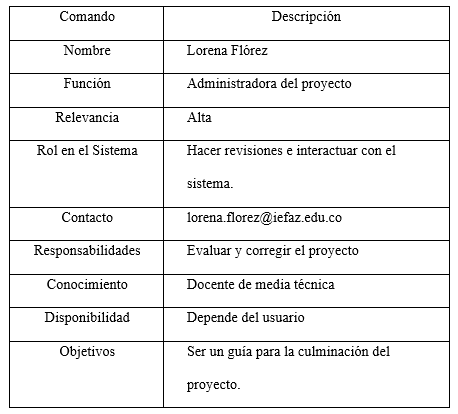 Comando Descripción
Nombre Lorena Flórez
Función Administradora del proyecto
Relevancia Alta
Rol en el Sistema Hacer revisiones e interactuar con el
sistema.
Contacto lorena.florez@iefaz.edu.co
Responsabilidades Evaluar y corregir el proyecto
Conocimiento Docente de media técnica
Disponibilidad Depende del usuario
Objetivos Ser un guía para la culminación del
proyecto.